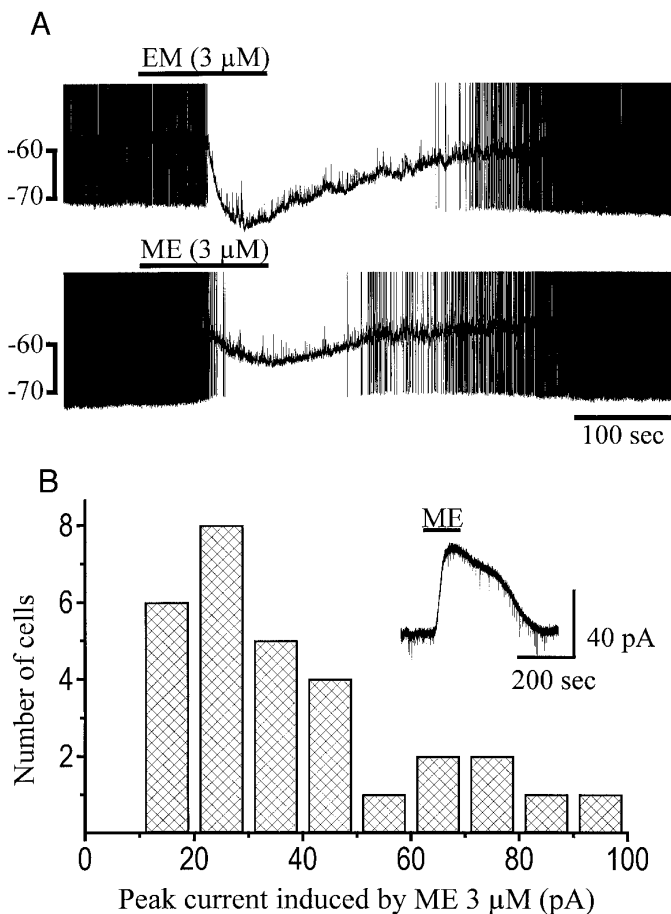 A
EM (3 μM)
-60
-70
ME (3 μM)
-60
-70
100 sec
B
ME
40 pA
200 sec
Number of cells
8
6
4
2
0 20 40 60 80 100
Peak current induced by ME 3 μM (pA)